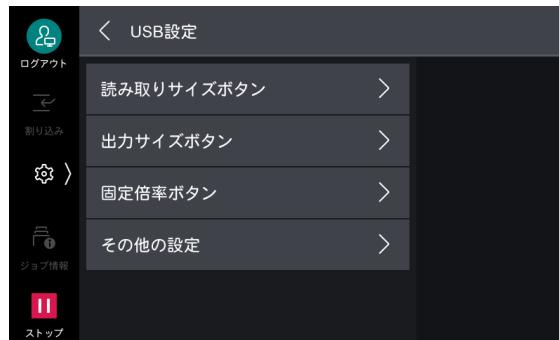 USB設定
ログアウト
読み取りサイズボタン
割り込み
出力サイズボタン
固定倍率ボタン
その他の設定
ジョブ情報
ストップ